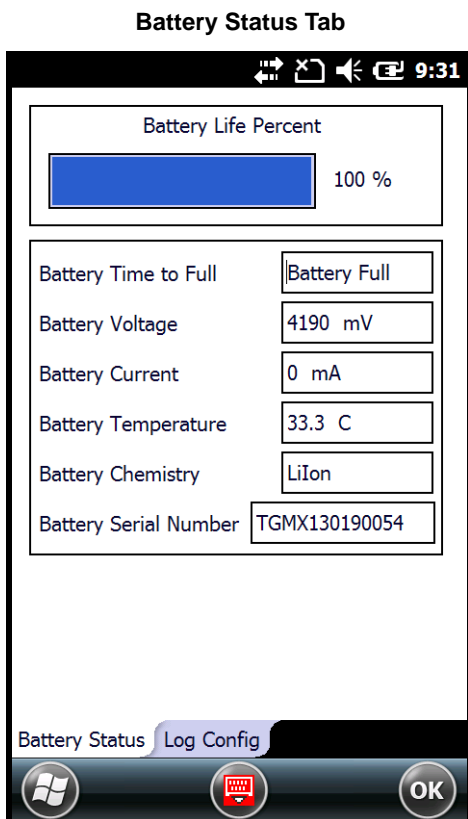 Battery Status Tab
9:31
Battery Life Percent
100 %
Battery Time to Full Battery Full
Battery Voltage 4190 mV
Battery Current 0 mA
Battery Temperature 33.3 C
Battery Chemistry LiIon
Battery Serial Number TGMX130190054
Battery Status Log Config
OK